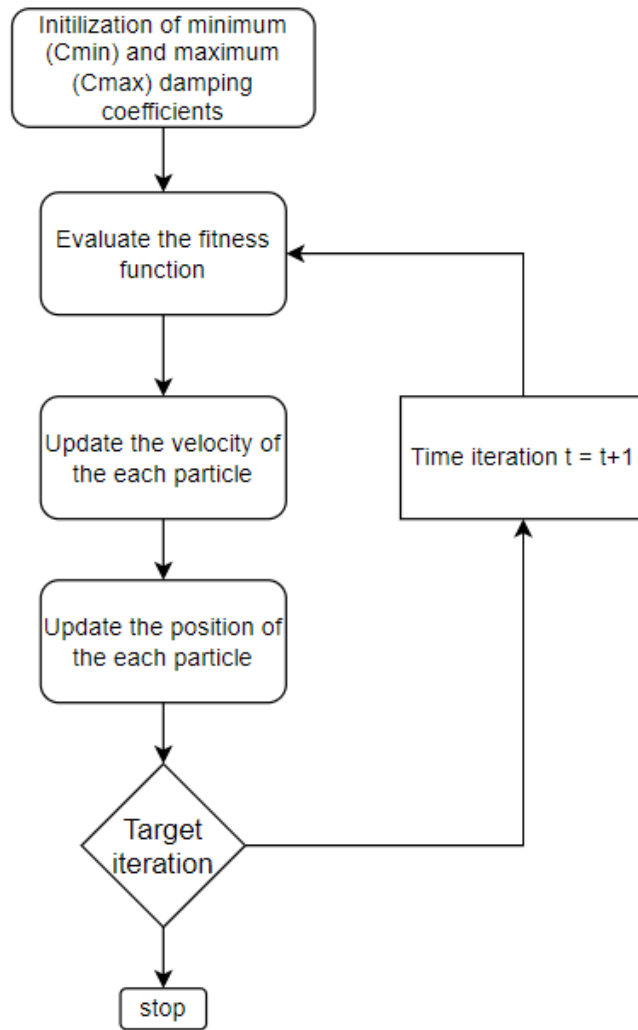 Initilization of minimum
(Cmin) and maximum
(Cmax) damping
coefficients
Evaluate the fitness
function
Update the velocity of
the each particle
Time iteration t = t+1
Update the position of
the each particle
Target
iteration
stop